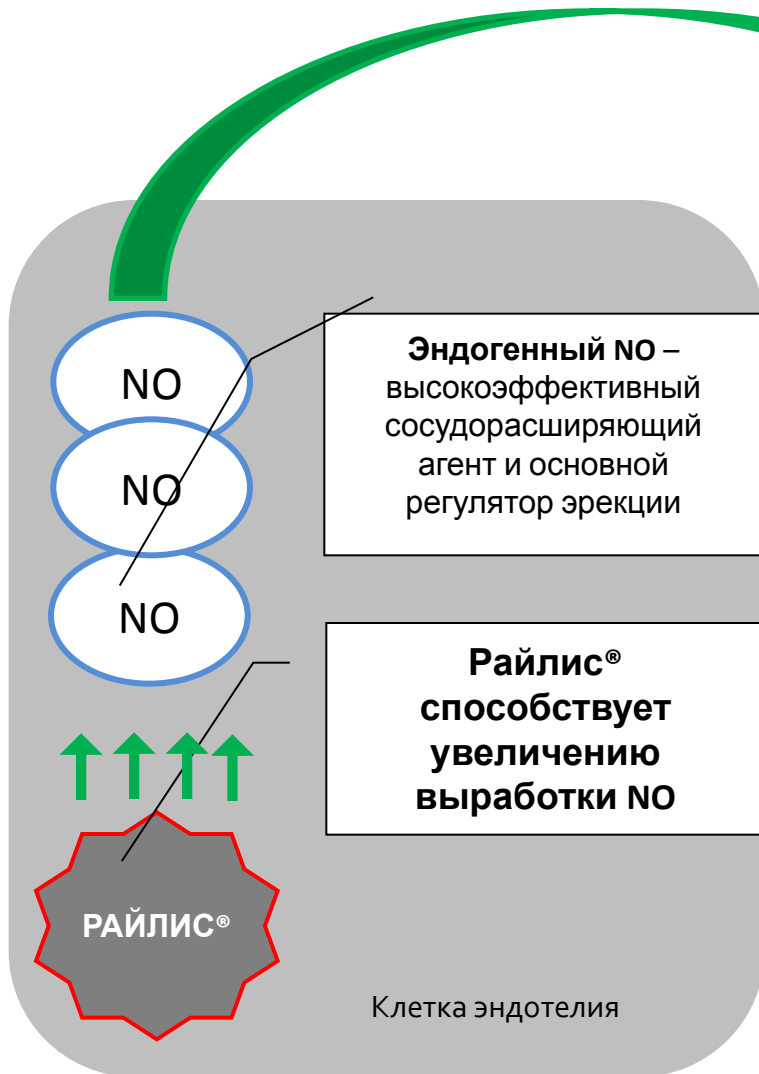 NO
NO
NO
Эндогенный NO –
высокоэффективный
сосудорасширяющий
агент и основной
регулятор эрекции
Райлис®
способствует
увеличению
выработки NO
РАЙЛИС®
Клетка эндотелия